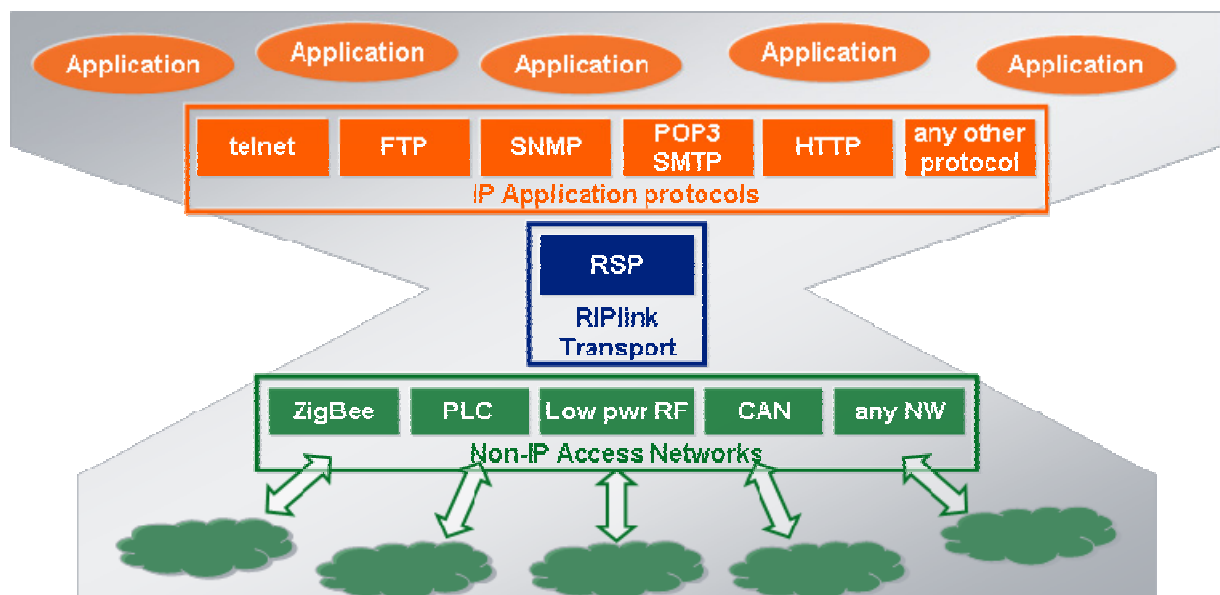 Application
Application
Application
Application
Application
telnet
FTP
SNMP
POP3
SMTP
HTTP
any other
protocol
IP Application protocols
RSP
RIPlink
Transport
ZigBee
PLC
Low pwr RF
CAN
any NW
Non-IP Access Networks